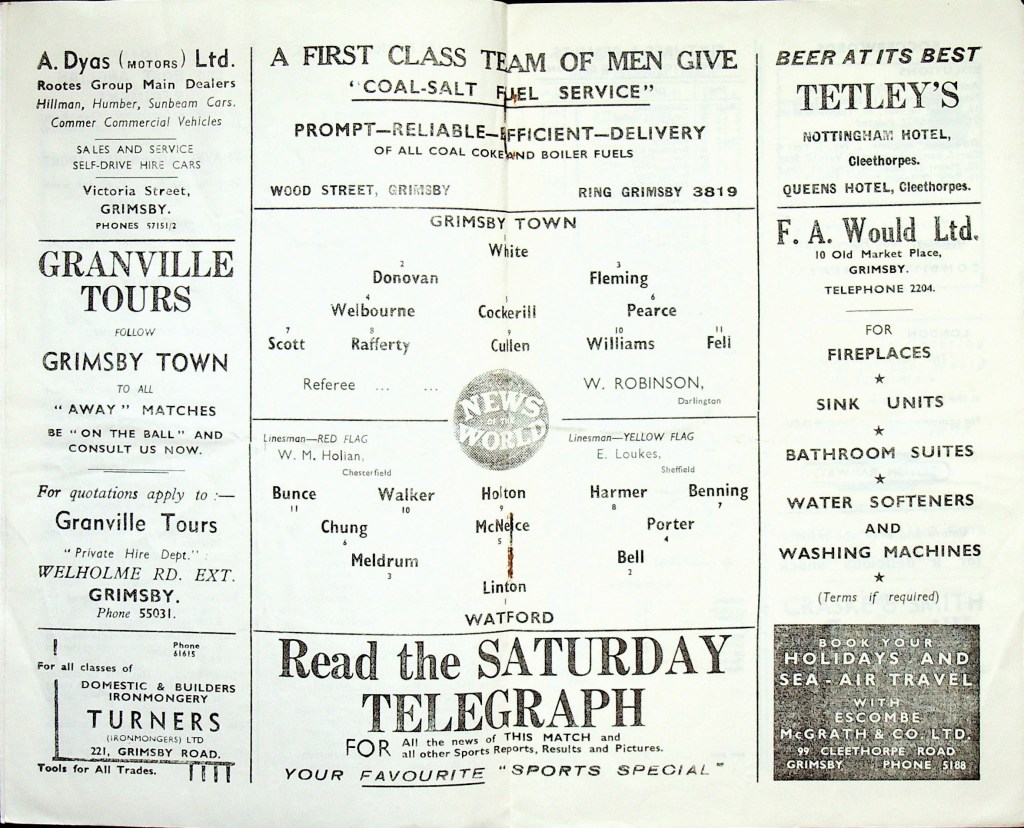 A. Dyas (MOTORS) Ltd.
Rootes Group Main Dealers
Hillman, Humber, Sunbeam Cars.
Commer Commercial Vehicles
SALES AND SERVICE
SELF-DRIVE HIRE CARS
Victoria Street,
GRIMSBY.
PHONES 57151/2
GRANVILLE
TOURS
FOLLOW
GRIMSBY TOWN
TO ALL
"AWAY" MATCHES
BE "ON THE BALL" AND
CONSULT US NOW.
For quotations apply to :—
Granville Tours
"Private Hire Dept."
WELHOLME RD. EXT.
GRIMSBY.
Phone 55031.
Phone
61615
For all classes of
DOMESTIC & BUILDERS
IRONMONGERY
TURNERS
(IRONMONGERS) LTD
221, GRIMSBY ROAD.
Tools for All Trades.
A FIRST CLASS TEAM OF MEN GIVE
"COAL-SALT FUEL SERVICE"
PROMPT—RELIABLE—EFFICIENT—DELIVERY
OF ALL COAL COKE AND BOILER FUELS
WOOD STREET, GRIMSBY RING GRIMSBY 3819
GRIMSBY TOWN
White
2 3
Donovan Fleming
4 5 6
Welbourne Cockerill Pearce
7 8 9 10 11
Scott Rafferty Cullen Williams Fell
Referee ... ... W. ROBINSON,
Darlington
NEWS
OF THE
WORLD
Linesman—RED FLAG Linesman—YELLOW FLAG
W. M. Holian, E. Loukes,
Chesterfield Sheffield
Bunce Walker Holton Harmer Benning
11 10 9 8 7
Chung McNeice Porter
6 5 4
Meldrum Bell
3 2
Linton
1
WATFORD
Read the SATURDAY
TELEGRAPH
FOR All the news of THIS MATCH and
all other Sports Reports, Results and Pictures.
YOUR FAVOURITE "SPORTS SPECIAL"
BEER AT ITS BEST
TETLEY'S
NOTTINGHAM HOTEL,
Cleethorpes.
QUEENS HOTEL, Cleethorpes.
F. A. Would Ltd.
10 Old Market Place,
GRIMSBY.
TELEPHONE 2204.
FOR
FIREPLACES
★
SINK UNITS
★
BATHROOM SUITES
★
WATER SOFTENERS
AND
WASHING MACHINES
★
(Terms if required)
BOOK YOUR
HOLIDAYS AND
SEA-AIR TRAVEL
WITH
ESCOMBE
McGRATH & CO. LTD.
99 CLEETHORPE ROAD
GRIMSBY PHONE 5188